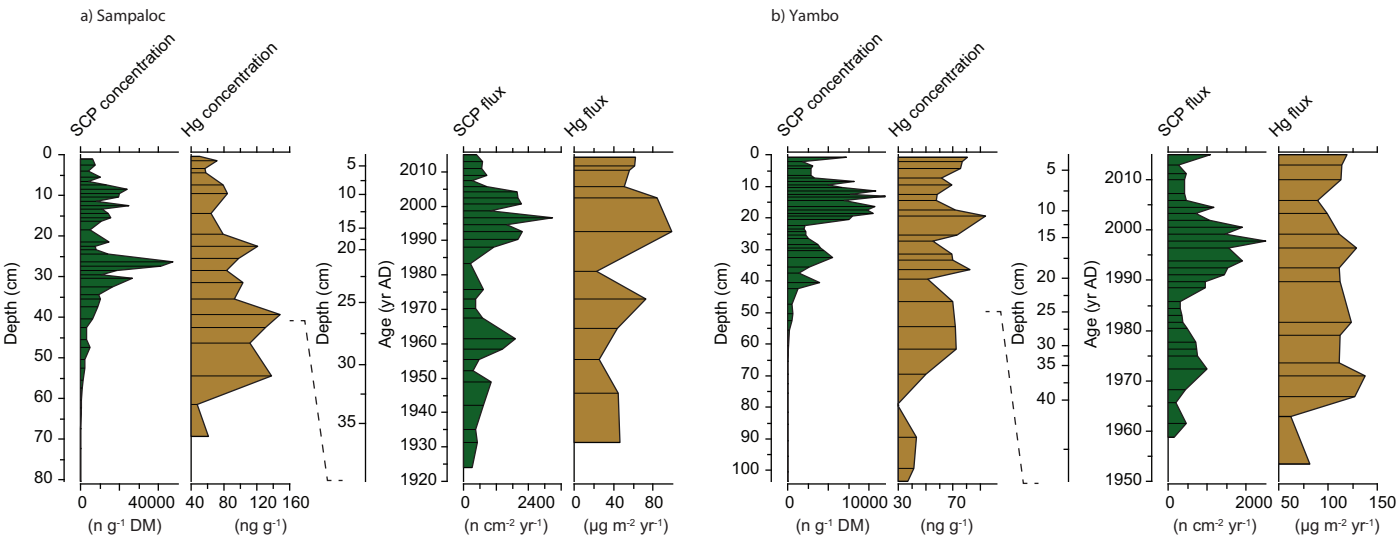 a) Sampaloc
SCP concentration
Hg concentration
SCP flux
Hg flux
Depth (cm)
0
10
20
30
40
50
60
70
80
0 40000
(n g-1 DM)
40 80 120 160
(ng g-1)
Depth (cm)
5
10
15
20
25
30
35
Age (yr AD)
2010
2000
1990
1980
1970
1960
1950
1940
1930
1920
0 2400
(n cm-2 yr-1)
0 40 80
(µg m-2 yr-1)
b) Yambo
SCP concentration
Hg concentration
SCP flux
Hg flux
Depth (cm)
0
10
20
30
40
50
60
70
80
90
100
0 10000
(n g-1 DM)
30 70
(ng g-1)
Depth (cm)
5
10
15
20
25
30
35
40
Age (yr AD)
2010
2000
1990
1980
1970
1960
1950
0 2000
(n cm-2 yr-1)
50 100 150
(µg m-2 yr-1)